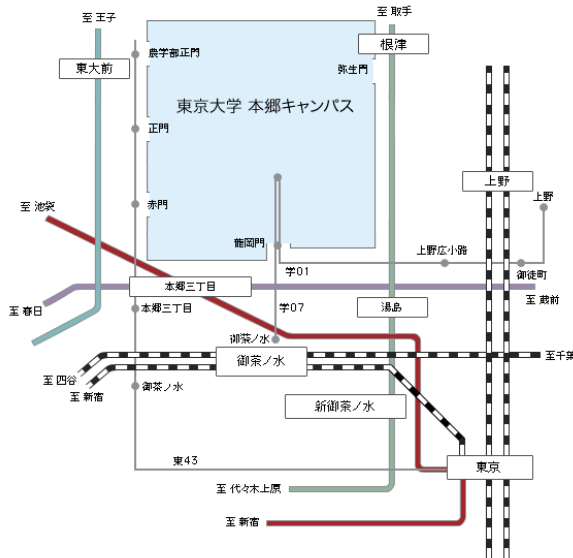 至 王子
至 取手
農学部正門
根津
東大前
弥生門
東京大学 本郷キャンパス
正門
上野
上野
至 池袋
赤門
龍岡門
上野広小路
学01
御徒町
本郷三丁目
至 春日
本郷三丁目
学07
湯島
至 蔵前
御茶ノ水
御茶ノ水
至千葉
至 四谷
至 新宿
御茶ノ水
新御茶ノ水
東43
東京
至 代々木上原
至 新宿